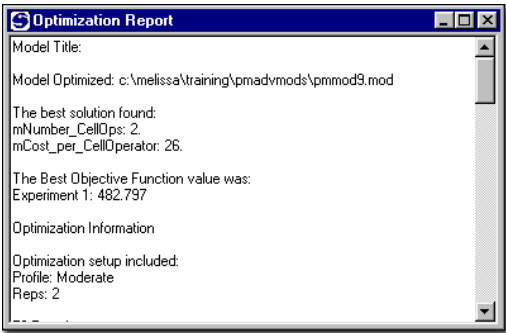 Optimization Report
Model Title:
Model Optimized: c:\melissa\training\pmadvmods\pmmod9.mod
The best solution found:
mNumber_CellOps: 2.
mCost_per_CellOperator: 26.
The Best Objective Function value was:
Experiment 1: 482.797
Optimization Information
Optimization setup included:
Profile: Moderate
Reps: 2